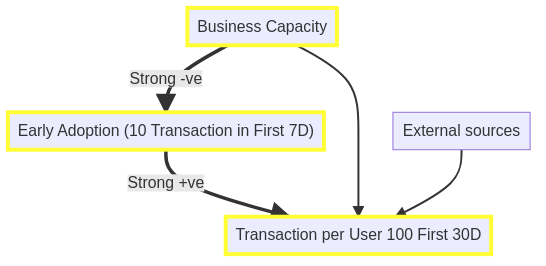 Business Capacity
Strong -ve
Early Adoption (10 Transaction in First 7D)
External sources
Strong +ve
Transaction per User 100 First 30D